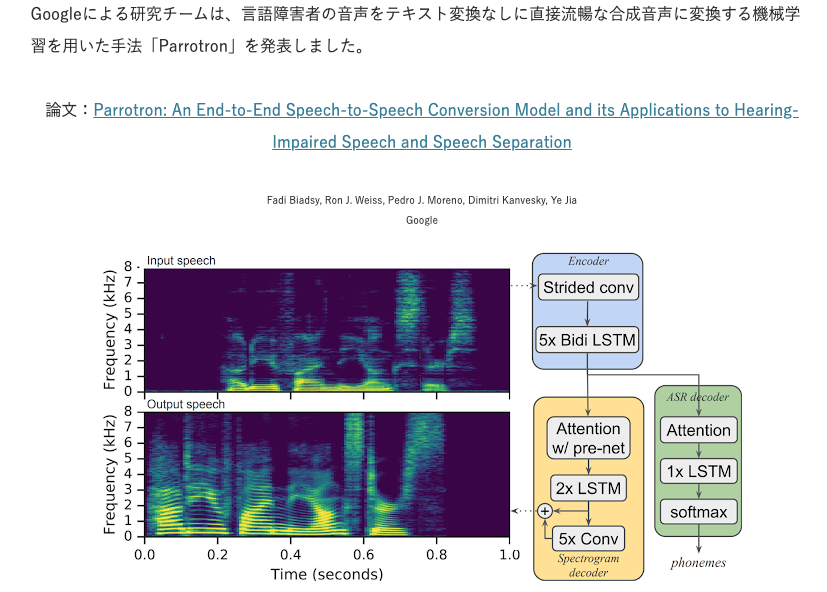 Googleによる研究チームは、言語障害者の音声をテキスト変換なしに直接流暢な合成音声に変換する機械学
習を用いた手法「Parrotron」を発表しました。
論文：Parrotron: An End-to-End Speech-to-Speech Conversion Model and its Applications to Hearing-
Impaired Speech and Speech Separation
Fadi Biadsy, Ron J. Weiss, Pedro J. Moreno, Dimitri Kanvesky, Ye Jia
Google
Input speech
Frequency (kHz)
8
7
6
5
4
3
2
1
0
Output speech
Frequency (kHz)
8
7
6
5
4
3
2
1
0
0.0 0.2 0.4 0.6 0.8 1.0
Time (seconds)
Encoder
Strided conv
5x Bidi LSTM
Attention
w/ pre-net
2x LSTM
+
5x Conv
Spectrogram
decoder
ASR decoder
Attention
1x LSTM
softmax
phonemes